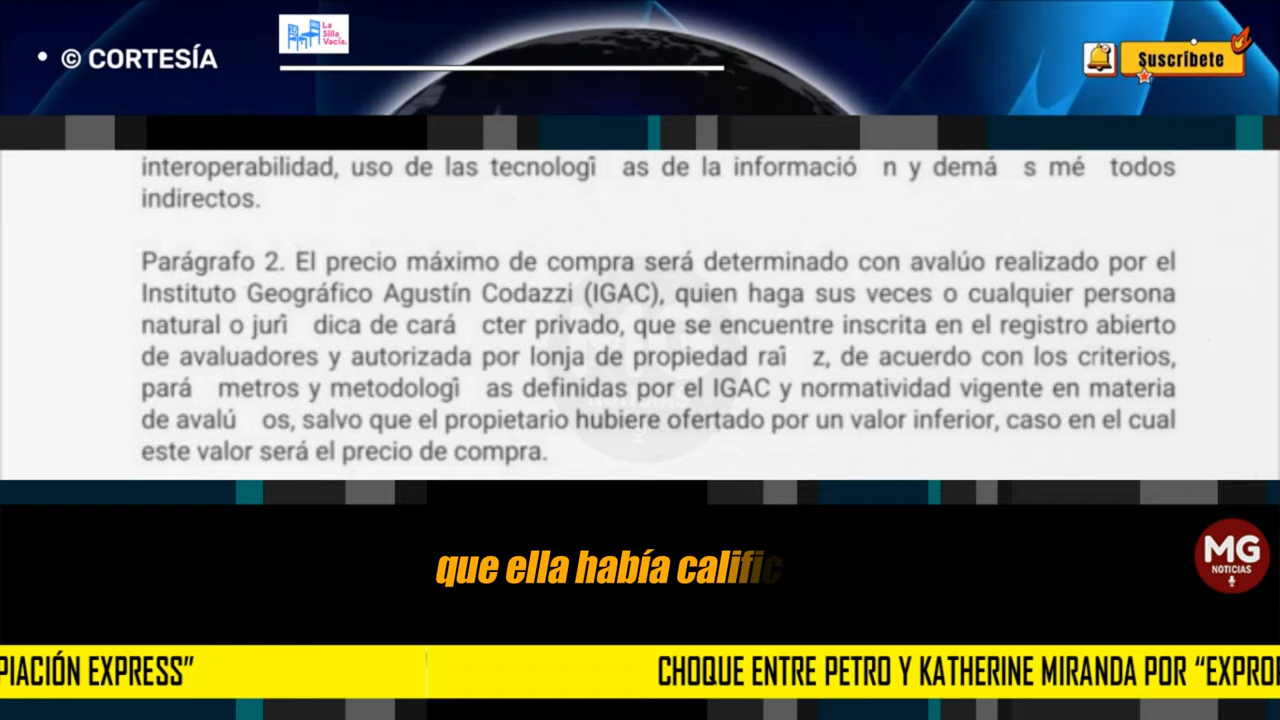 © CORTESÍA
La
Silla
Vacía.
Suscríbete
interoperabilidad, uso de las tecnologî as de la informació n y demá s mé todos
indirectos.
Parágrafo 2. El precio máximo de compra será determinado con avalúo realizado por el
Instituto Geográfico Agustín Codazzi (IGAC), quien haga sus veces o cualquier persona
natural o jurî dica de cará cter privado, que se encuentre inscrita en el registro abierto
de avaluadores y autorizada por lonja de propiedad raî z, de acuerdo con los criterios,
pará metros y metodologî as definidas por el IGAC y normatividad vigente en materia
de avalú os, salvo que el propietario hubiere ofertado por un valor inferior, caso en el cual
este valor será el precio de compra.
que ella había calific
MG
NOTICIAS
PIACIÓN EXPRESS” CHOQUE ENTRE PETRO Y KATHERINE MIRANDA POR “EXPRO